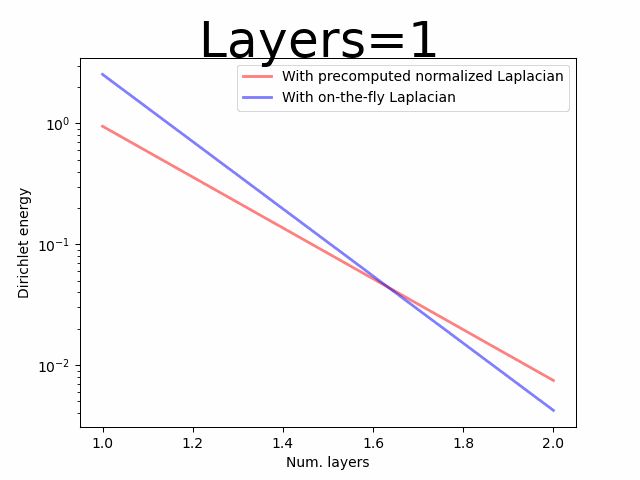 Layers=1
With precomputed normalized Laplacian
With on-the-fly Laplacian
Dirichlet energy
10⁰
10⁻¹
10⁻²
1.0 1.2 1.4 1.6 1.8 2.0
Num. layers